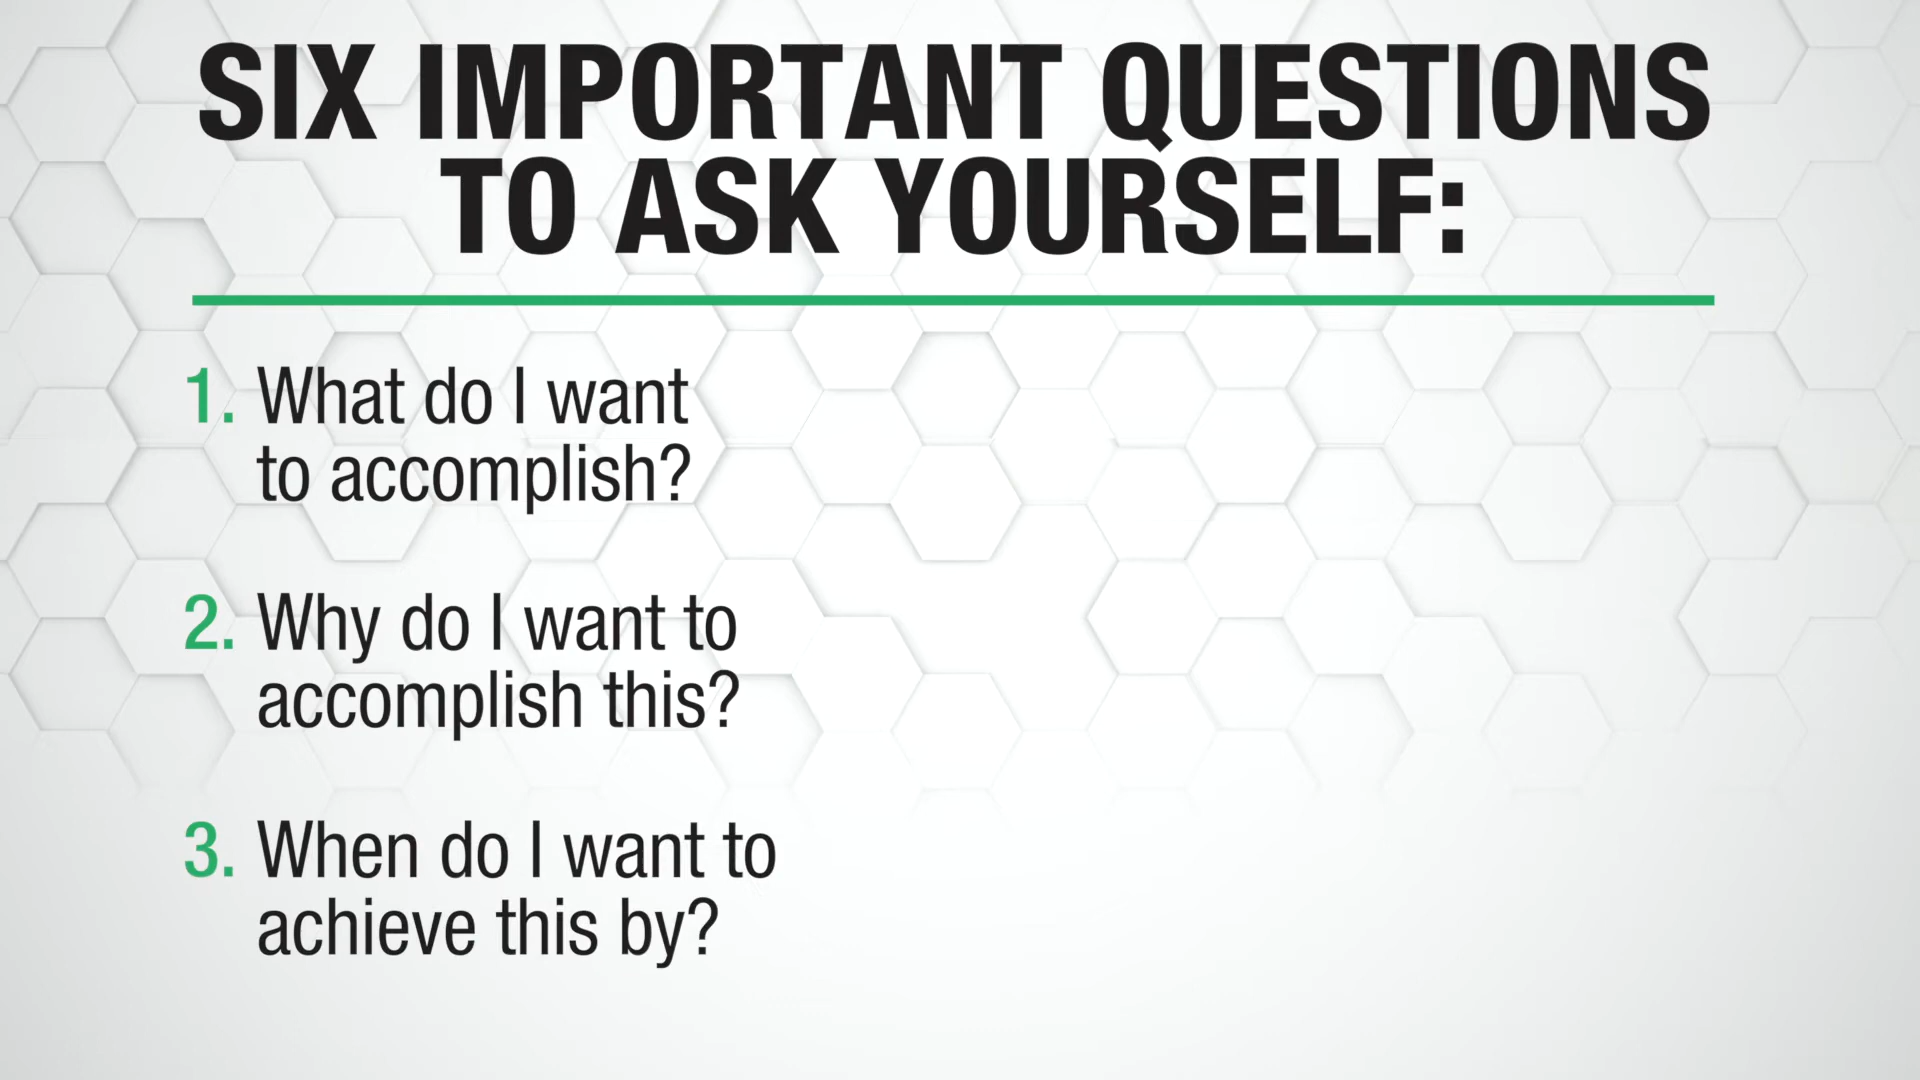 SIX IMPORTANT QUESTIONS
TO ASK YOURSELF:
1. What do I want
to accomplish?
2. Why do I want to
accomplish this?
3. When do I want to
achieve this by?